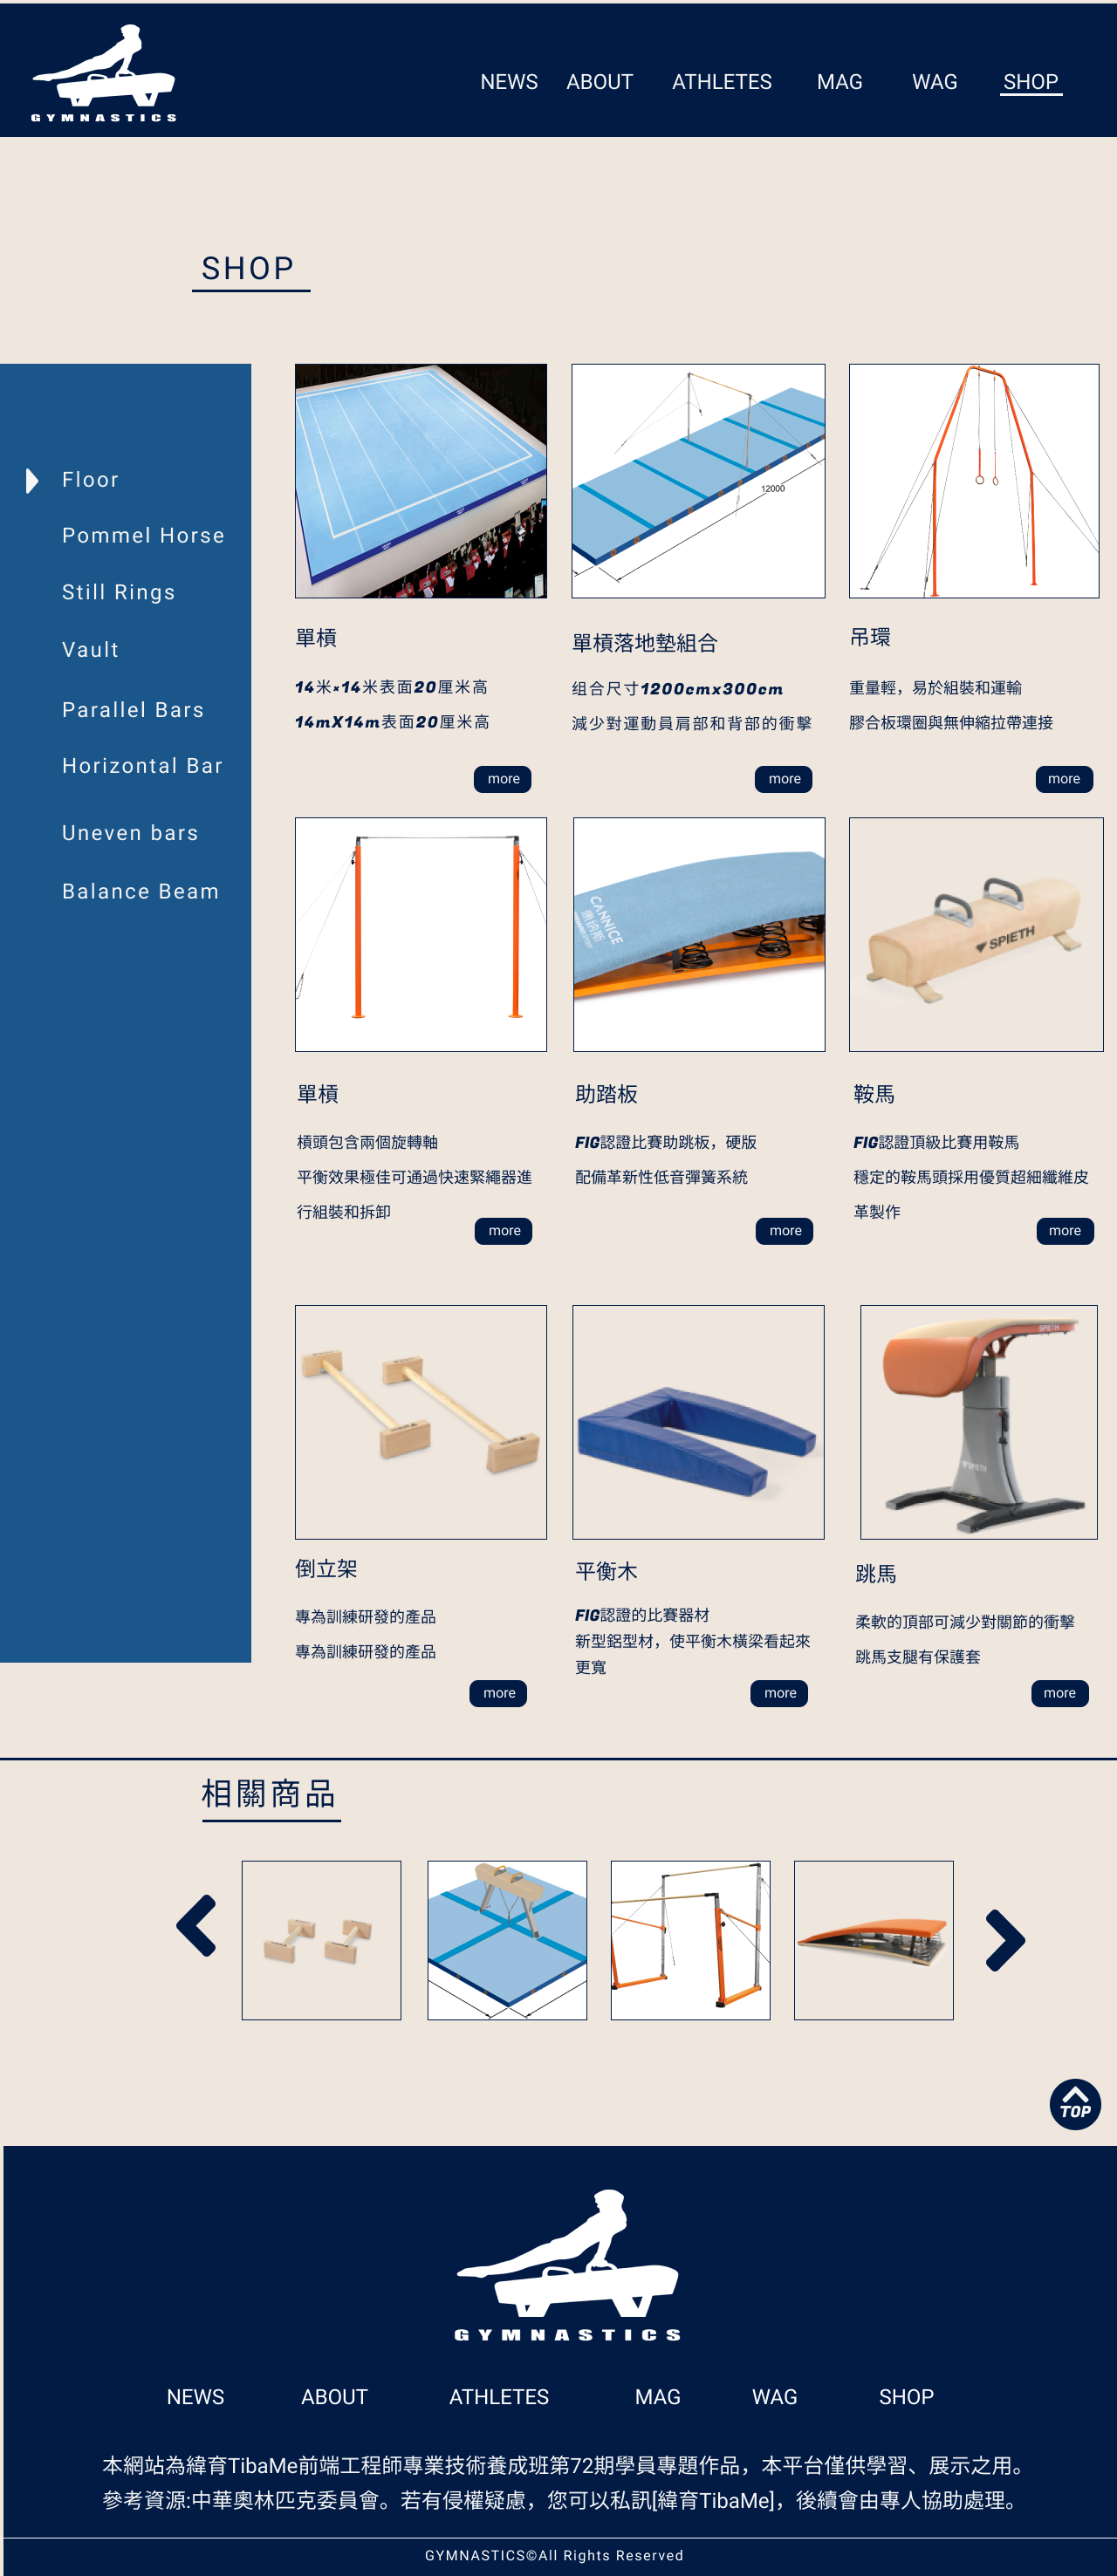 GYMNASTICS
NEWS ABOUT ATHLETES MAG WAG SHOP
SHOP
Floor
Pommel Horse
Still Rings
Vault
Parallel Bars
Horizontal Bar
Uneven bars
Balance Beam
12000
單槓
14米×14米表面20厘米高
14mX14m表面20厘米高
more
單槓落地墊組合
组合尺寸1200cmx300cm
減少對運動員肩部和背部的衝擊
more
吊環
重量輕，易於組裝和運輸
膠合板環圈與無伸縮拉帶連接
more
CANNICE
康纳斯
SPIETH
單槓
槓頭包含兩個旋轉軸
平衡效果極佳可通過快速緊繩器進
行組裝和拆卸
more
助踏板
FIG認證比賽助跳板，硬版
配備革新性低音彈簧系統
more
鞍馬
FIG認證頂級比賽用鞍馬
穩定的鞍馬頭採用優質超細纖維皮
革製作
more
SPIETH
SPIETH
倒立架
專為訓練研發的產品
專為訓練研發的產品
more
平衡木
FIG認證的比賽器材
新型鋁型材，使平衡木橫梁看起來
更寬
more
跳馬
柔軟的頂部可減少對關節的衝擊
跳馬支腿有保護套
more
相關商品
TOP
GYMNASTICS
NEWS ABOUT ATHLETES MAG WAG SHOP
本網站為緯育TibaMe前端工程師專業技術養成班第72期學員專題作品，本平台僅供學習、展示之用。
參考資源:中華奧林匹克委員會。若有侵權疑慮，您可以私訊[緯育TibaMe]，後續會由專人協助處理。
GYMNASTICS©All Rights Reserved